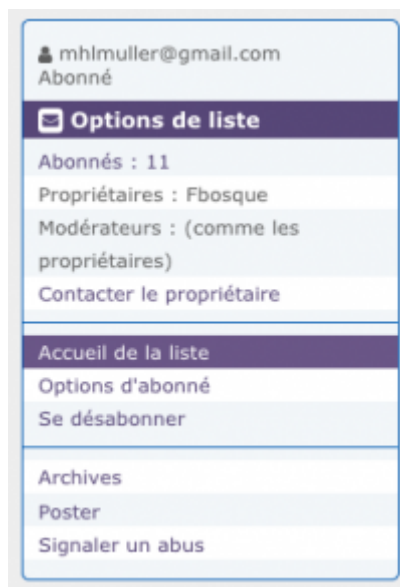 mhlmuller@gmail.com
Abonné
Options de liste
Abonnés : 11
Propriétaires : Fbosque
Modérateurs : (comme les
propriétaires)
Contacter le propriétaire
Accueil de la liste
Options d'abonné
Se désabonner
Archives
Poster
Signaler un abus